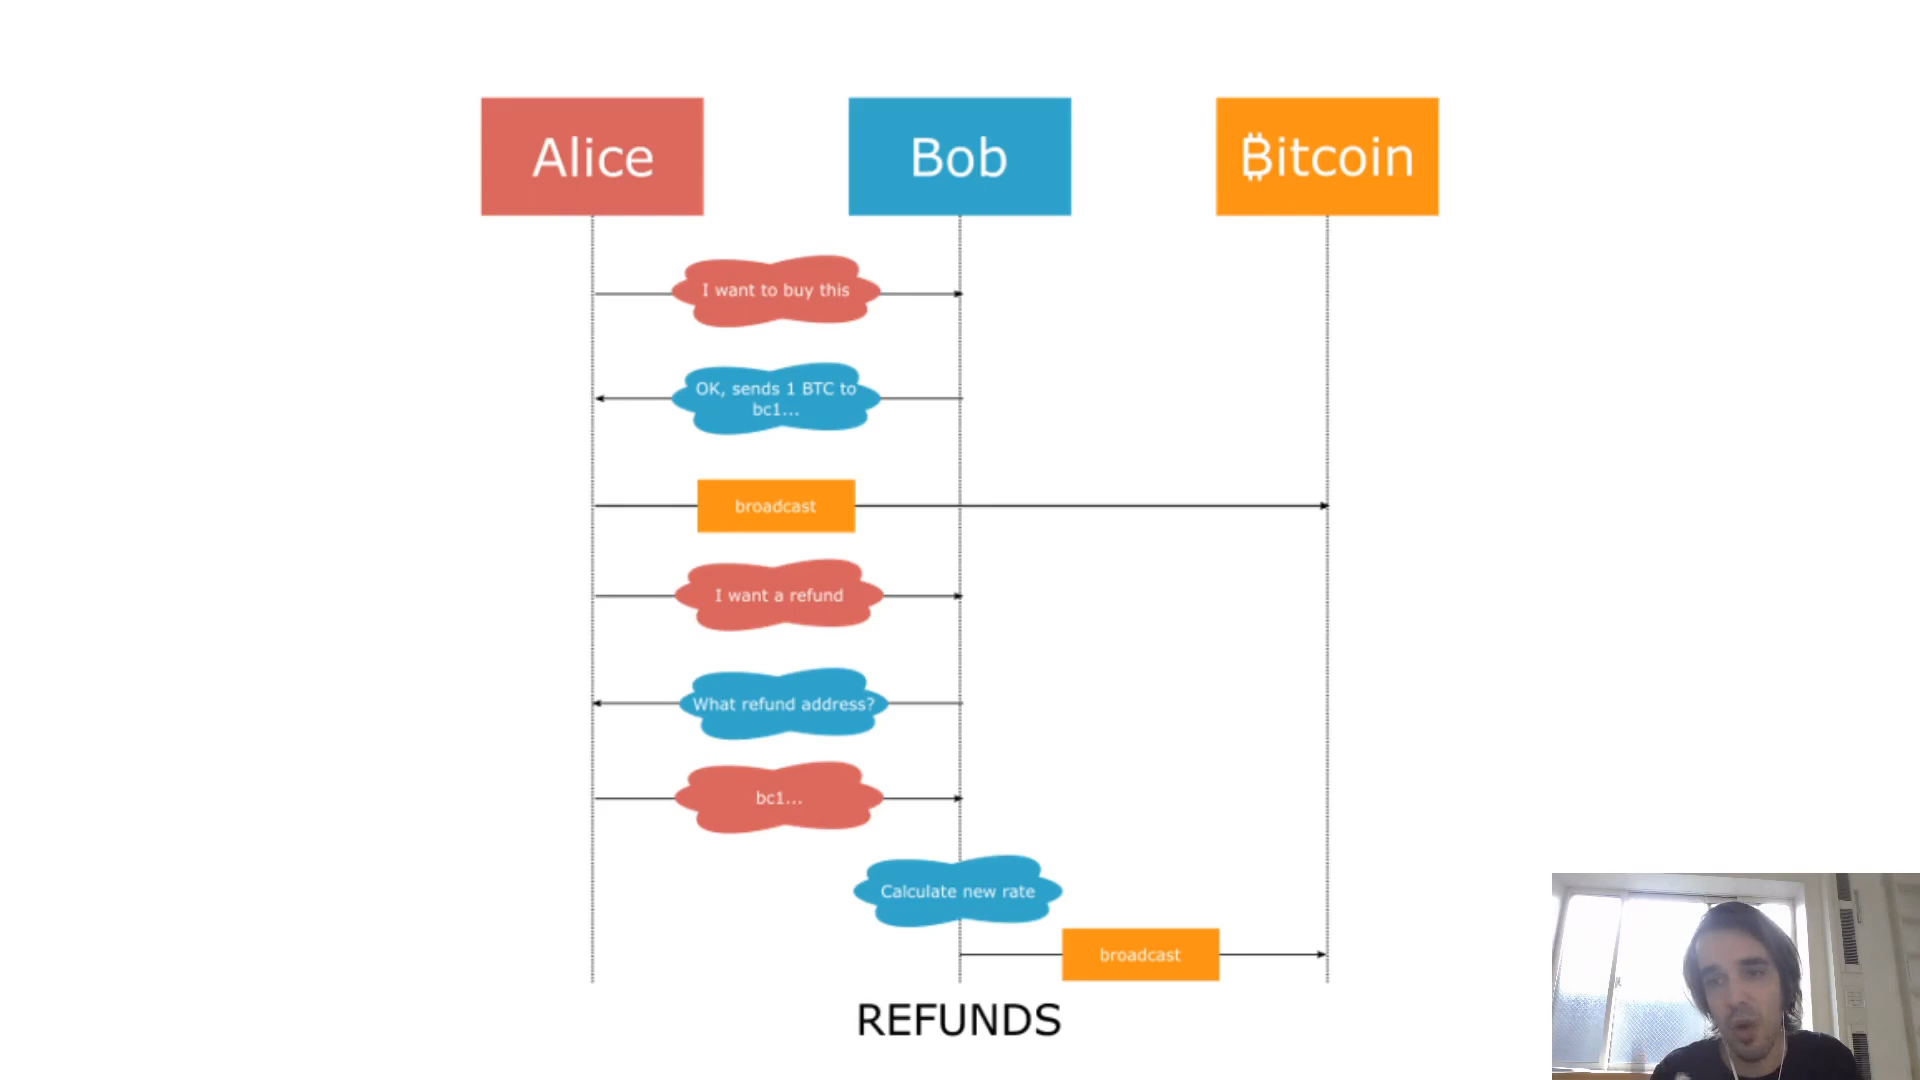 Alice
Bob
₿itcoin
I want to buy this
OK, sends 1 BTC to
bc1...
broadcast
I want a refund
What refund address?
bc1...
Calculate new rate
broadcast
REFUNDS